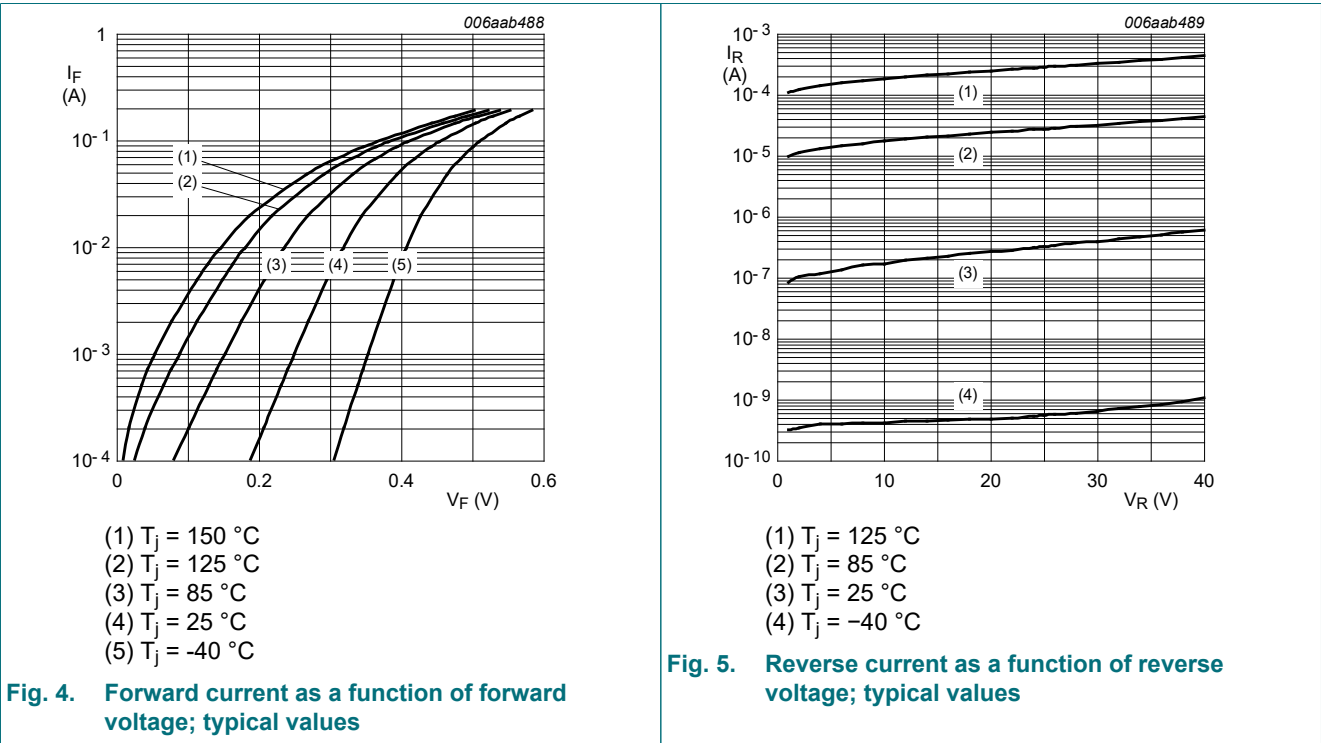 006aab488
1
I_F
(A)
10^-1
10^-2
10^-3
10^-4
(1)
(2)
(3)
(4)
(5)
0
0.2
0.4
0.6
V_F (V)
(1) T_j = 150 °C
(2) T_j = 125 °C
(3) T_j = 85 °C
(4) T_j = 25 °C
(5) T_j = -40 °C
Fig. 4. Forward current as a function of forward
voltage; typical values
006aab489
10^-3
I_R
(A)
10^-4
10^-5
10^-6
10^-7
10^-8
10^-9
10^-10
(1)
(2)
(3)
(4)
0
10
20
30
40
V_R (V)
(1) T_j = 125 °C
(2) T_j = 85 °C
(3) T_j = 25 °C
(4) T_j = −40 °C
Fig. 5. Reverse current as a function of reverse
voltage; typical values